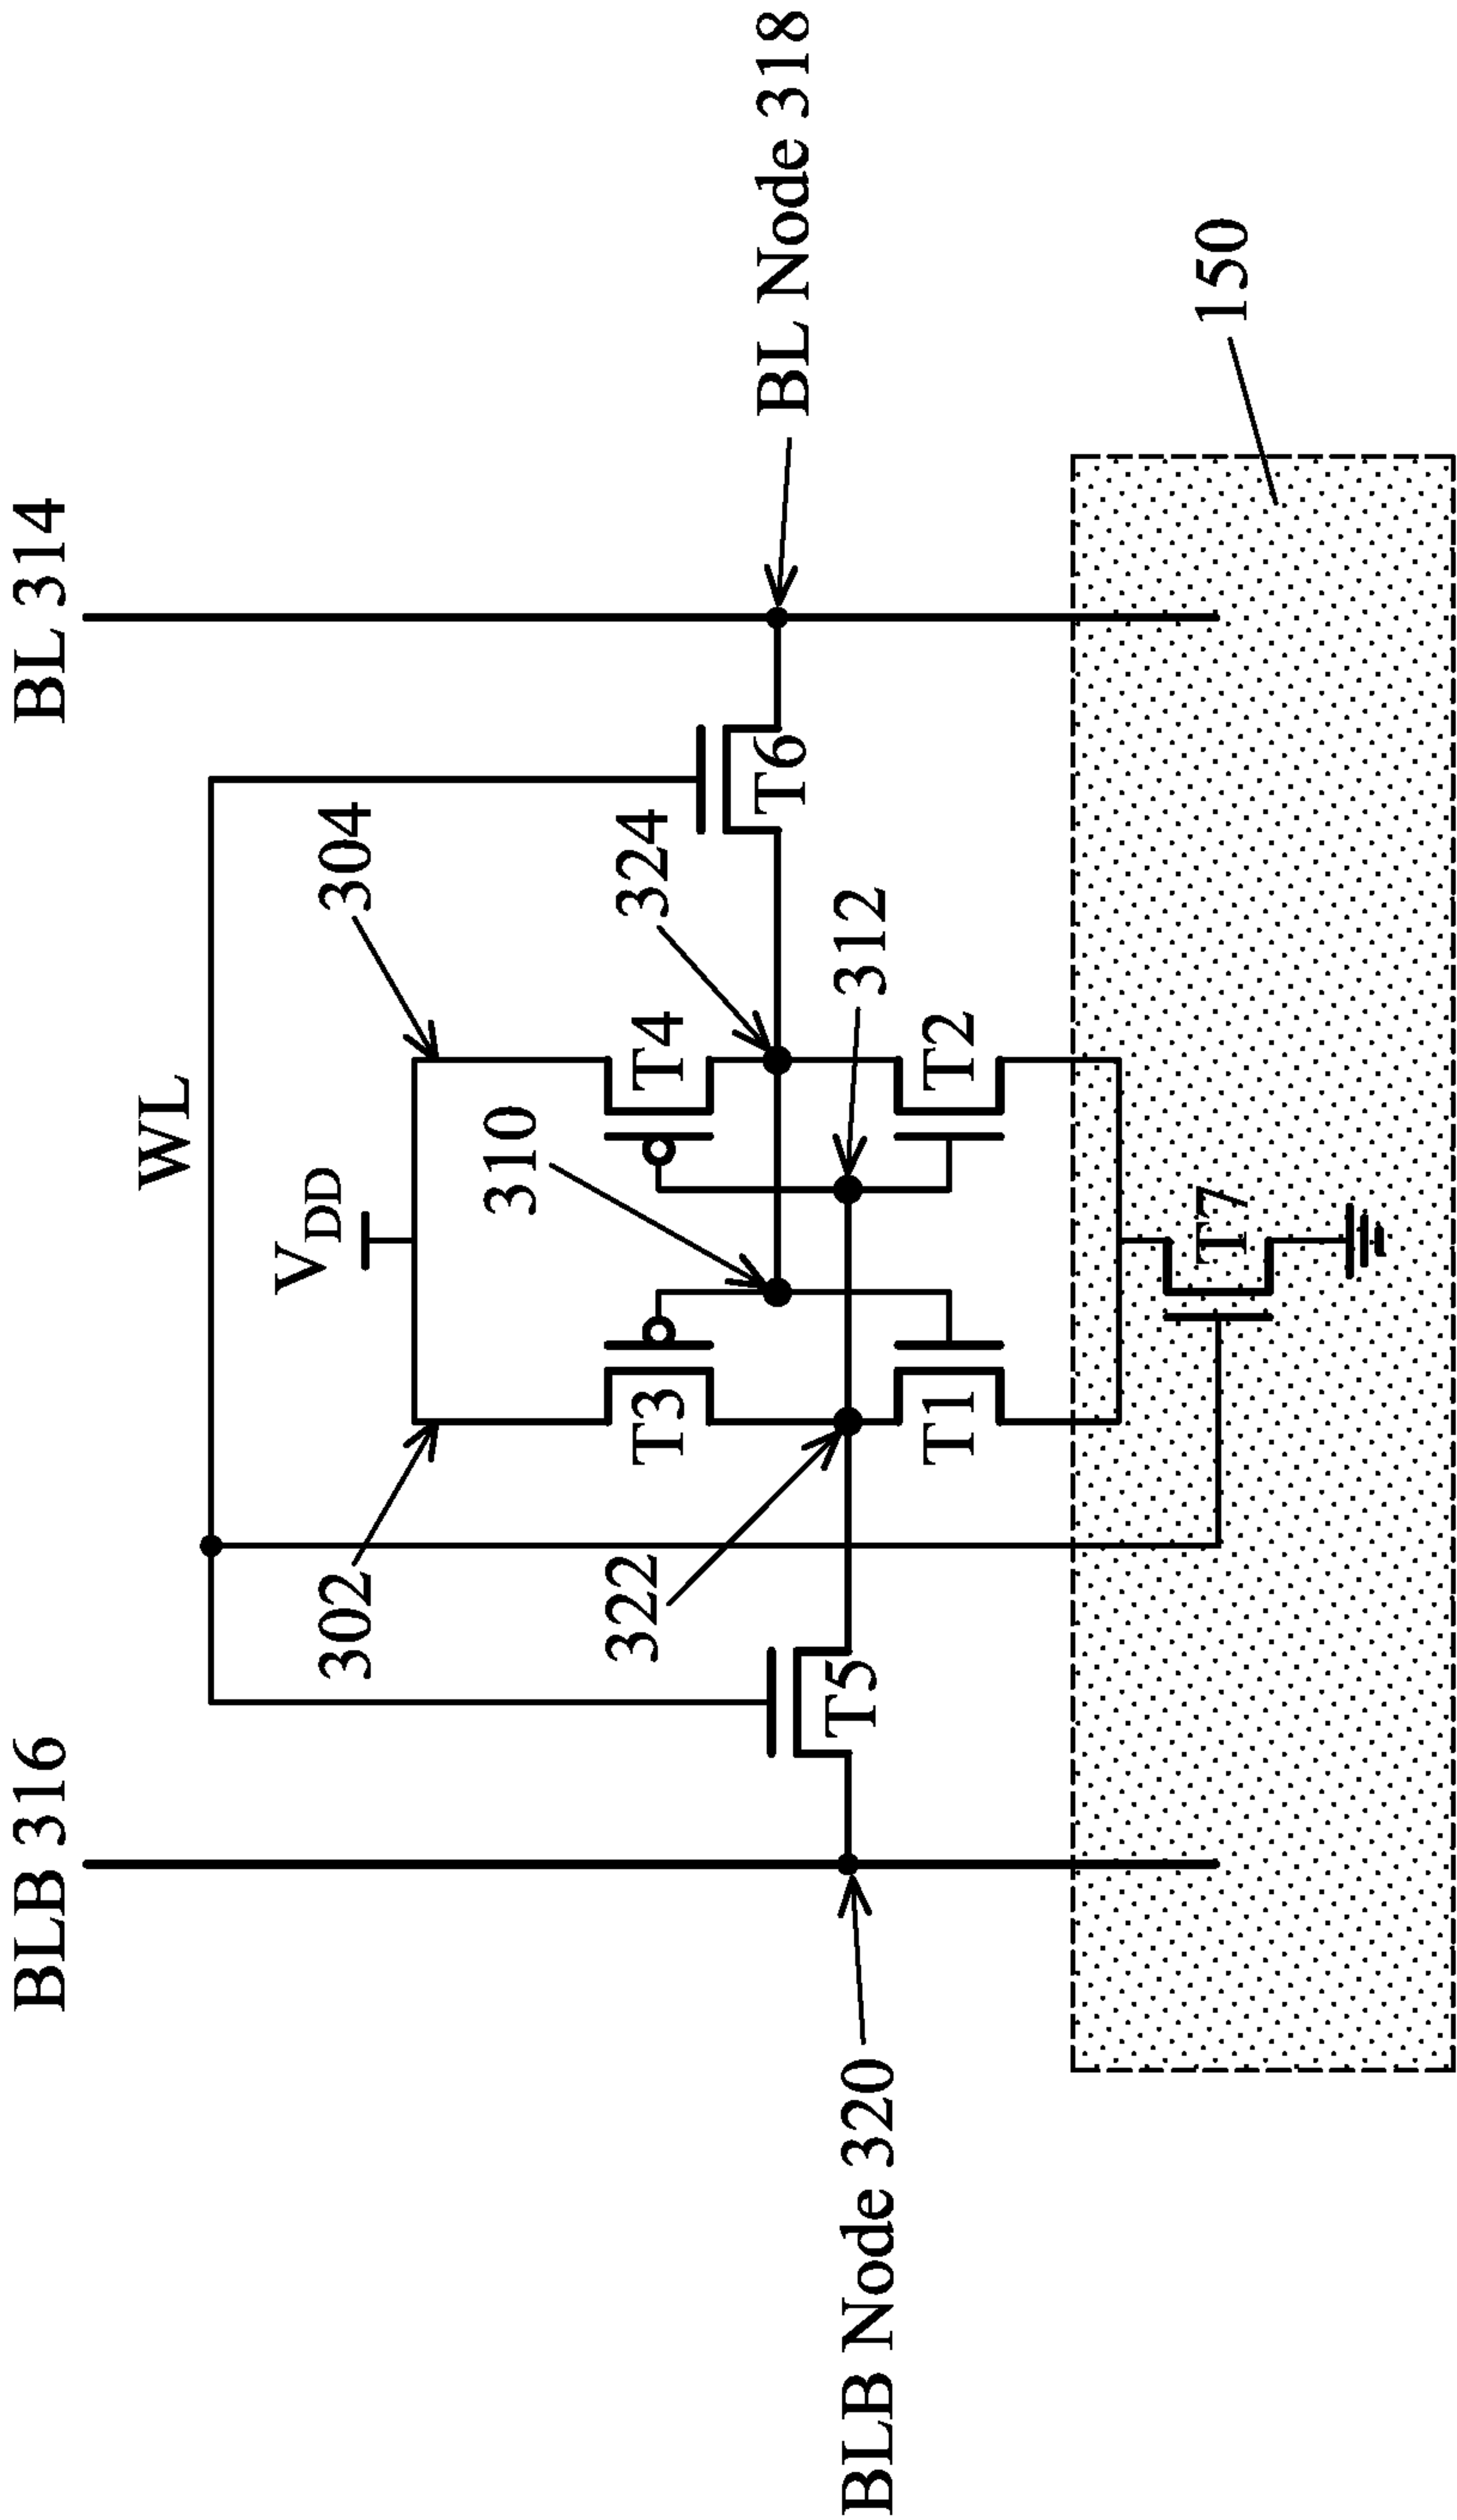 BLB 316
BL 314
WL
V_DD
302
304
310
T3
T4
322
324
T6
BL Node 318
T5
312
BLB Node 320
T1
T2
T7
150